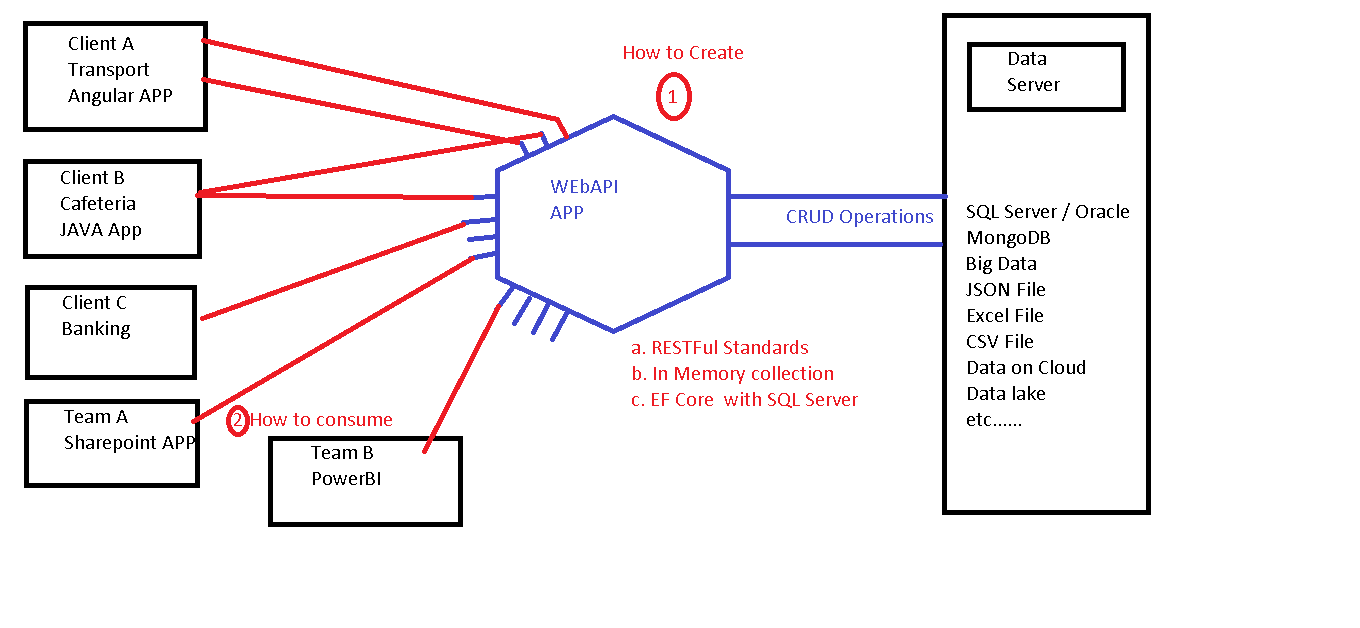 Client A
Transport
Angular APP
Client B
Cafeteria
JAVA App
Client C
Banking
Team A
Sharepoint APP
2 How to consume
Team B
PowerBI
How to Create
1
WEbAPI
APP
a. RESTFul Standards
b. In Memory collection
c. EF Core with SQL Server
CRUD Operations
Data
Server
SQL Server / Oracle
MongoDB
Big Data
JSON File
Excel File
CSV File
Data on Cloud
Data lake
etc......